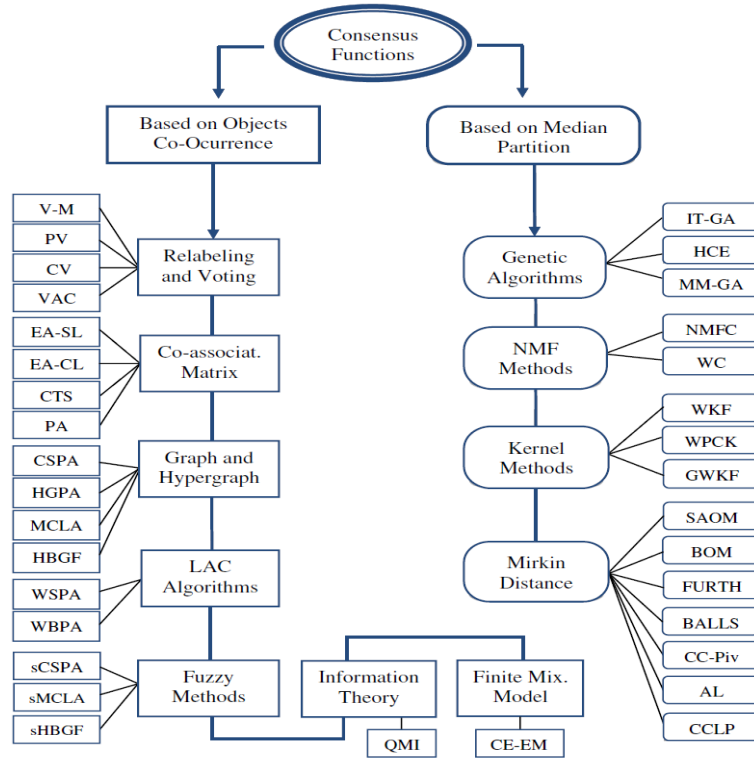 Consensus
Functions
Based on Objects
Co-Ocurrence
Based on Median
Partition
V-M
PV
CV
VAC
Relabeling
and Voting
EA-SL
EA-CL
CTS
PA
Co-associat.
Matrix
CSPA
HGPA
MCLA
HBGF
Graph and
Hypergraph
WSPA
WBPA
LAC
Algorithms
sCSPA
sMCLA
sHBGF
Fuzzy
Methods
Information
Theory
QMI
Finite Mix.
Model
CE-EM
Genetic
Algorithms
IT-GA
HCE
MM-GA
NMF
Methods
NMFC
WC
Kernel
Methods
WKF
WPCK
GWKF
Mirkin
Distance
SAOM
BOM
FURTH
BALLS
CC-Piv
AL
CCLP